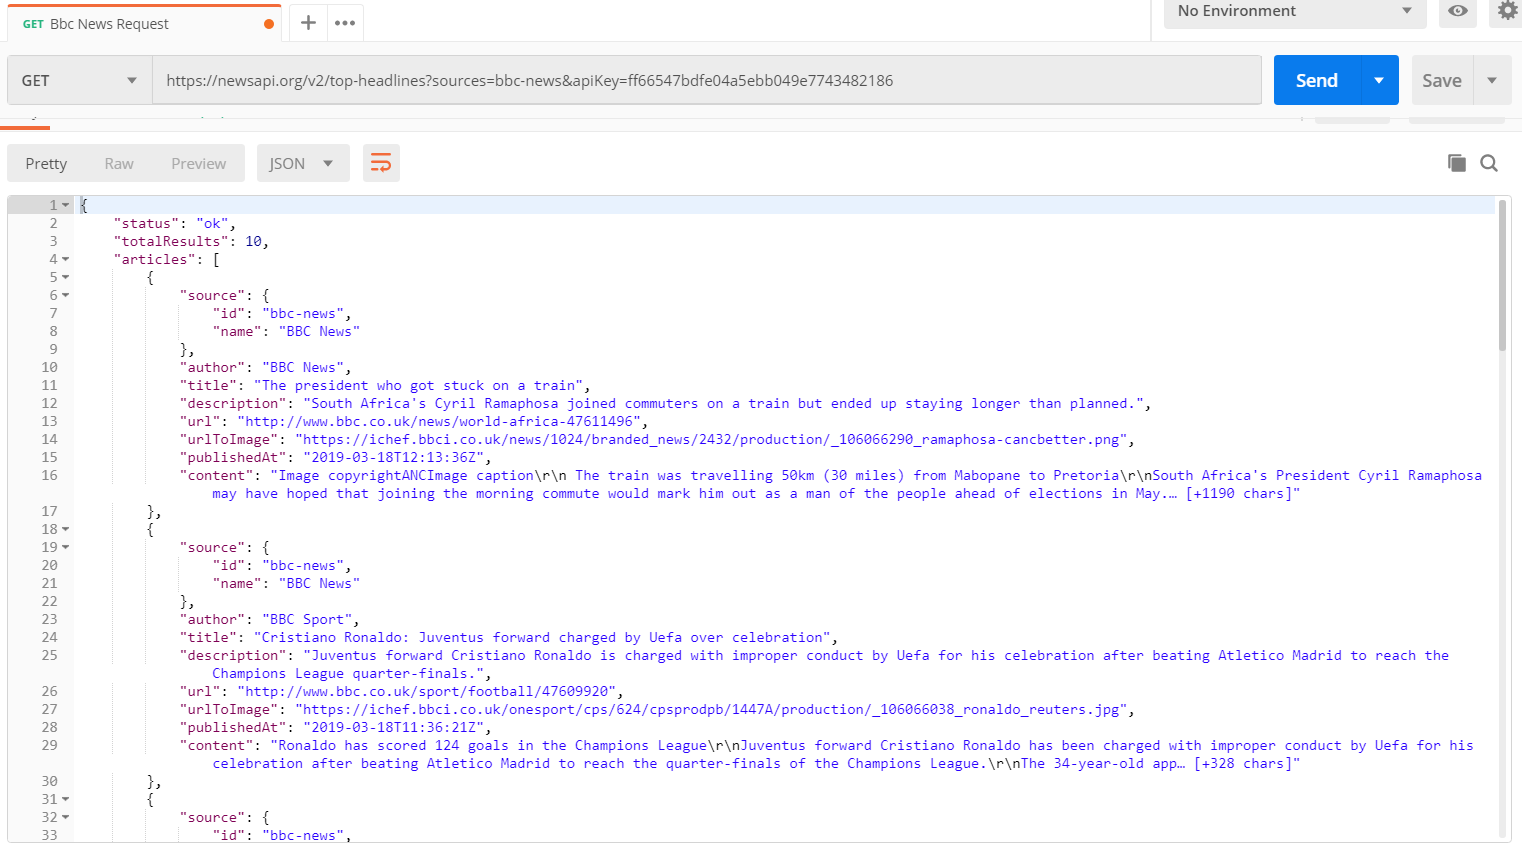 GET Bbc News Request
No Environment
GET https://newsapi.org/v2/top-headlines?sources=bbc-news&apiKey=ff66547bdfe04a5ebb049e7743482186 Send Save
Pretty Raw Preview JSON
1 {
2 "status": "ok",
3 "totalResults": 10,
4 "articles": [
5 {
6 "source": {
7 "id": "bbc-news",
8 "name": "BBC News"
9 },
10 "author": "BBC News",
11 "title": "The president who got stuck on a train",
12 "description": "South Africa's Cyril Ramaphosa joined commuters on a train but ended up staying longer than planned.",
13 "url": "http://www.bbc.co.uk/news/world-africa-47611496",
14 "urlToImage": "https://ichef.bbci.co.uk/news/1024/branded_news/2432/production/_106066290_ramaphosa-cancbetter.png",
15 "publishedAt": "2019-03-18T12:13:36Z",
16 "content": "Image copyrightANCImage caption\r\n The train was travelling 50km (30 miles) from Mabopane to Pretoria\r\nSouth Africa's President Cyril Ramaphosa
may have hoped that joining the morning commute would mark him out as a man of the people ahead of elections in May.… [+1190 chars]"
17 },
18 {
19 "source": {
20 "id": "bbc-news",
21 "name": "BBC News"
22 },
23 "author": "BBC Sport",
24 "title": "Cristiano Ronaldo: Juventus forward charged by Uefa over celebration",
25 "description": "Juventus forward Cristiano Ronaldo is charged with improper conduct by Uefa for his celebration after beating Atletico Madrid to reach the
Champions League quarter-finals.",
26 "url": "http://www.bbc.co.uk/sport/football/47609920",
27 "urlToImage": "https://ichef.bbci.co.uk/onesport/cps/624/cpsprodpb/1447A/production/_106066038_ronaldo_reuters.jpg",
28 "publishedAt": "2019-03-18T11:36:21Z",
29 "content": "Ronaldo has scored 124 goals in the Champions League\r\nJuventus forward Cristiano Ronaldo has been charged with improper conduct by Uefa for his
celebration after beating Atletico Madrid to reach the quarter-finals of the Champions League.\r\nThe 34-year-old app… [+328 chars]"
30 },
31 {
32 "source": {
33 "id": "bbc-news",